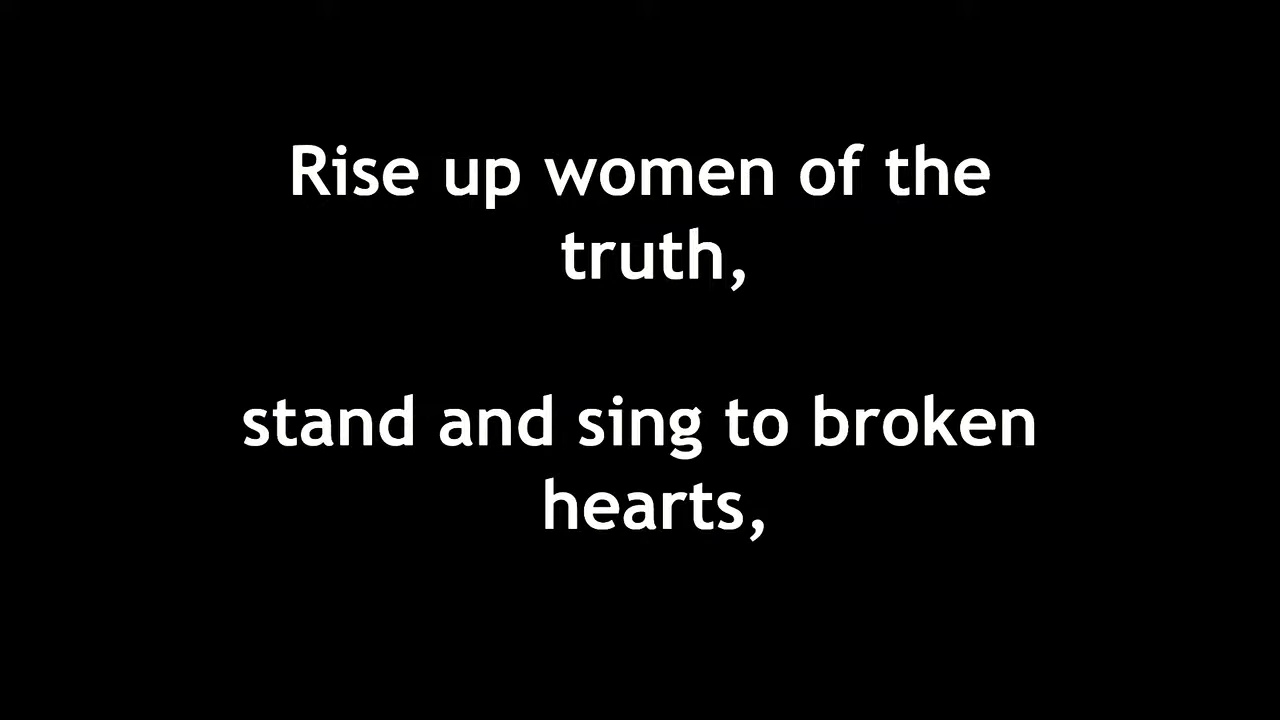 Rise up women of the
truth,
stand and sing to broken
hearts,